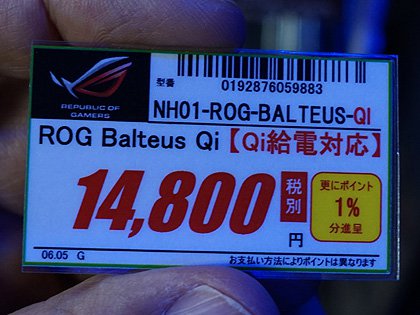 REPUBLIC OF
GAMERS
型番
0192876059883
NH01-ROG-BALTEUS-QI
ROG Balteus Qi【Qi給電対応】
14,800
税別
円
更にポイント
1%
分進呈
06.05 G
お支払い方法によりポイントは異なります